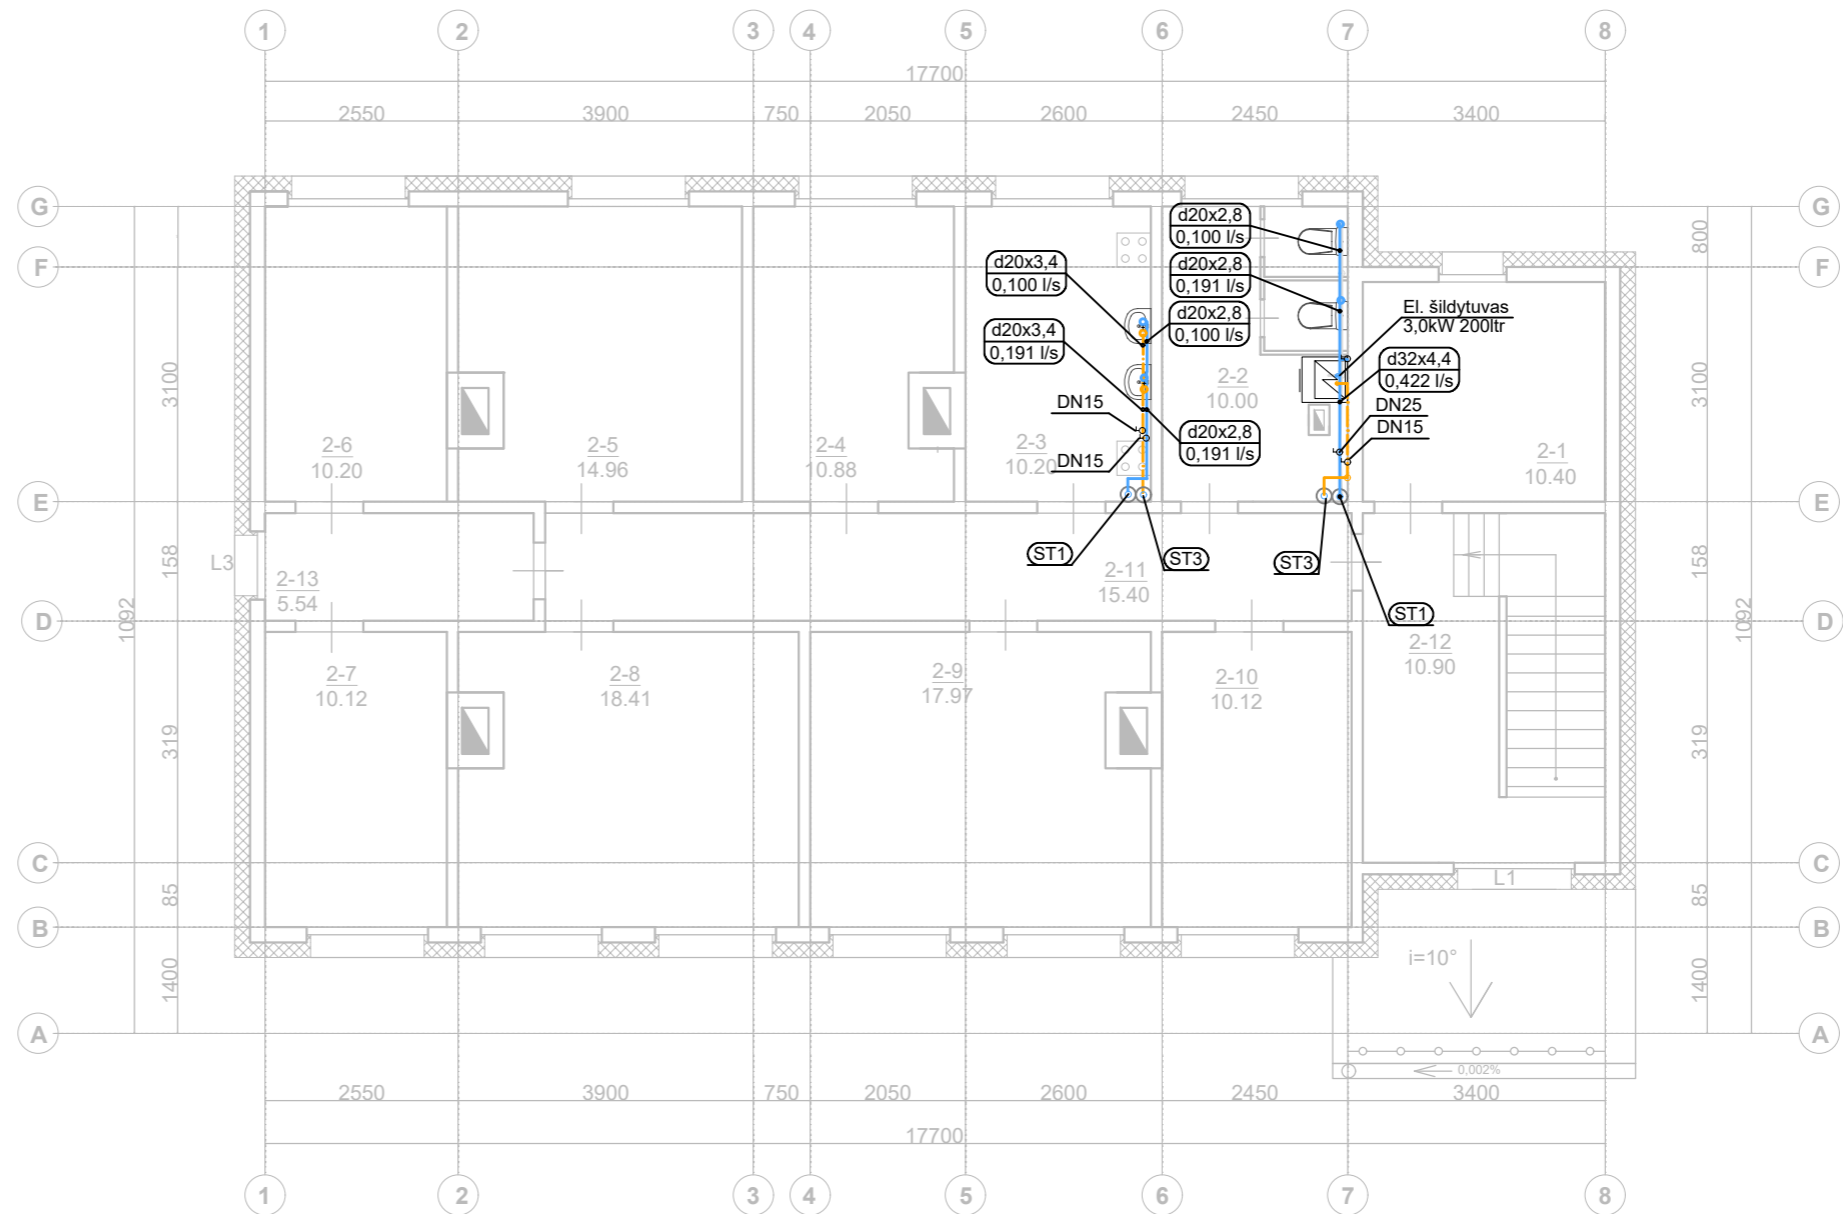 1 2 3 4 5 6 7 8
17700
2550 3900 750 2050 2600 2450 3400
G G
F F
E E
D D
C C
B B
A A
800
3100 3100
158 158
1092 1092
319 319
85 85
1400 1400
d20x2,8
0,100 l/s
d20x3,4
0,100 l/s
d20x2,8
0,191 l/s
d20x2,8
0,100 l/s
d20x3,4
0,191 l/s
El. šildytuvas
3,0kW 200ltr
d32x4,4
0,422 l/s
DN15
DN25
DN15
d20x2,8
0,191 l/s
DN15
2-6
10.20
2-5
14.96
2-4
10.88
2-3
10.20
2-2
10.00
2-1
10.40
ST1
ST3
ST3
ST1
L3
2-13
5.54
2-11
15.40
2-12
10.90
2-7
10.12
2-8
18.41
2-9
17.97
2-10
10.12
L1
i=10°
0,002%
2550 3900 750 2050 2600 2450 3400
17700
1 2 3 4 5 6 7 8